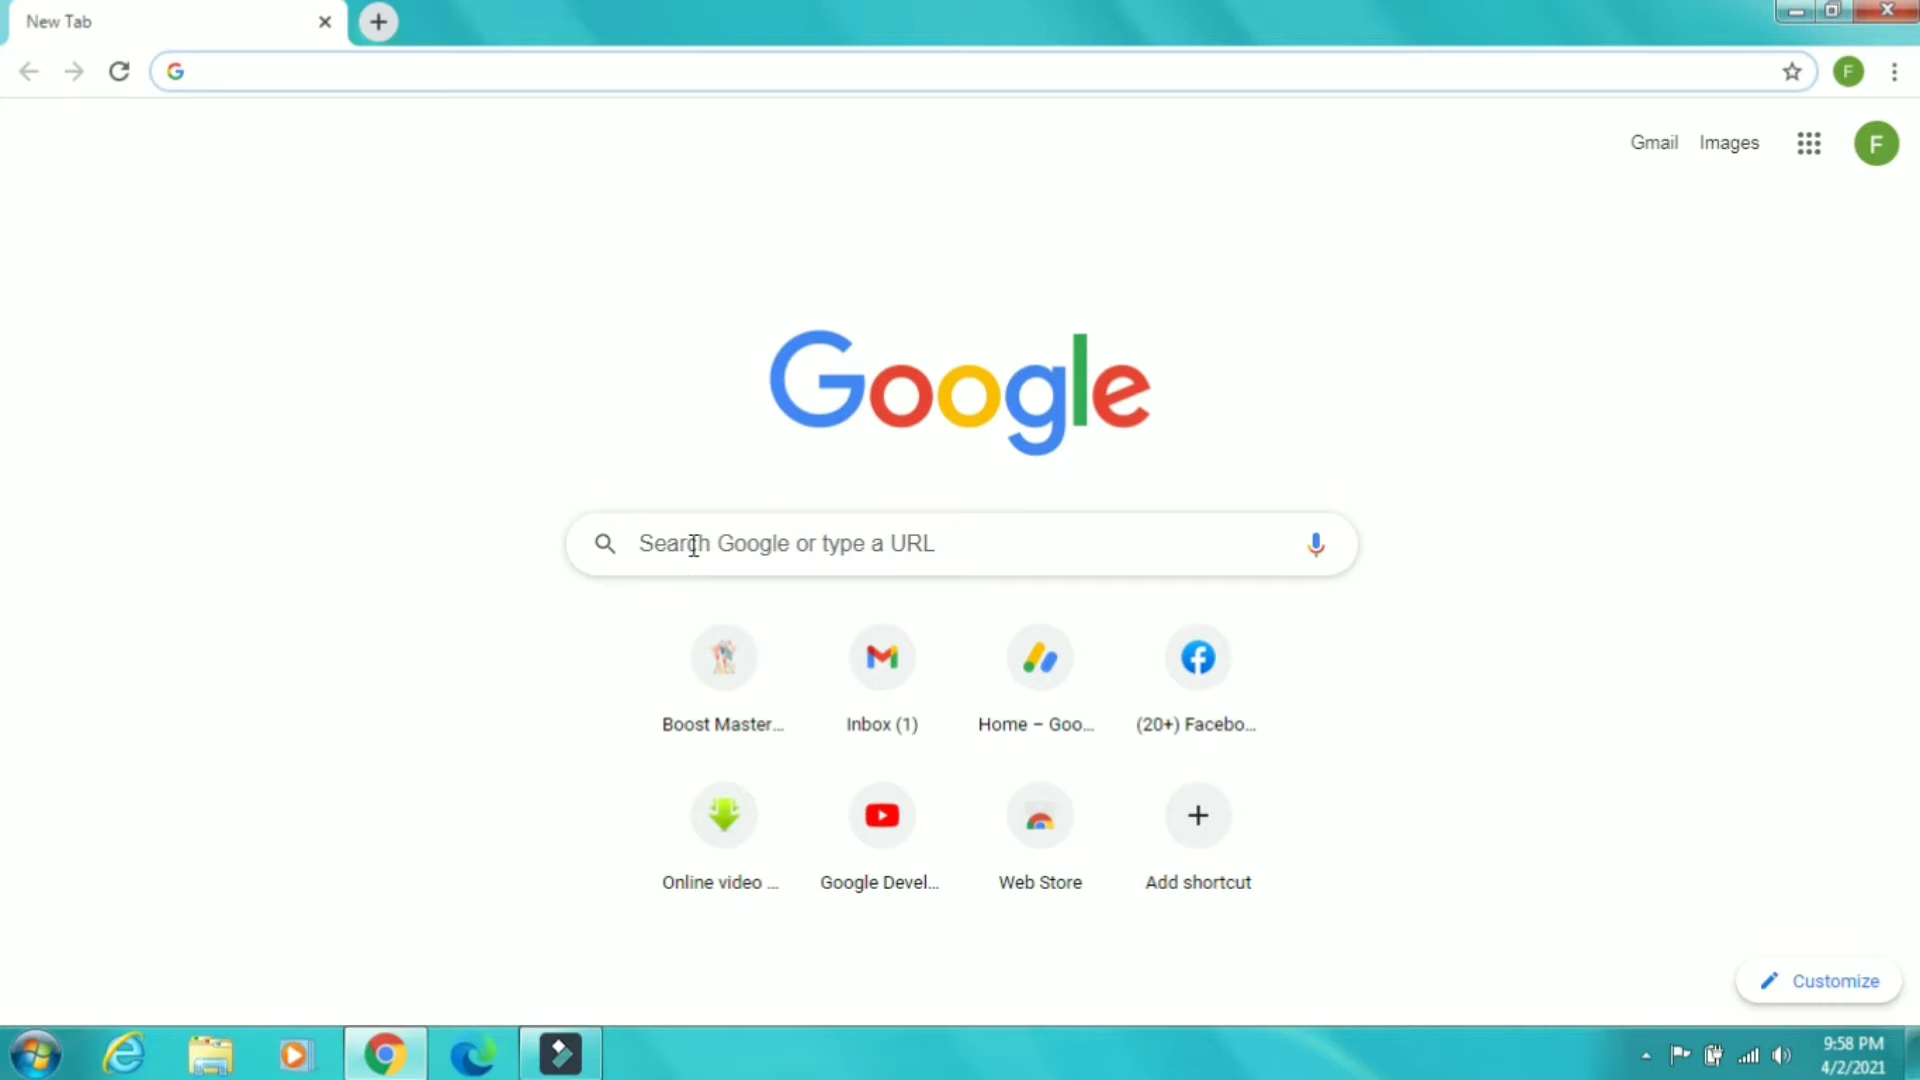 New Tab
F
Gmail Images
F
Google
Search Google or type a URL
Boost Master...
Inbox (1)
Home – Goo...
(20+) Facebo...
Online video ...
Google Devel...
Web Store
Add shortcut
Customize
9:58 PM
4/2/2021